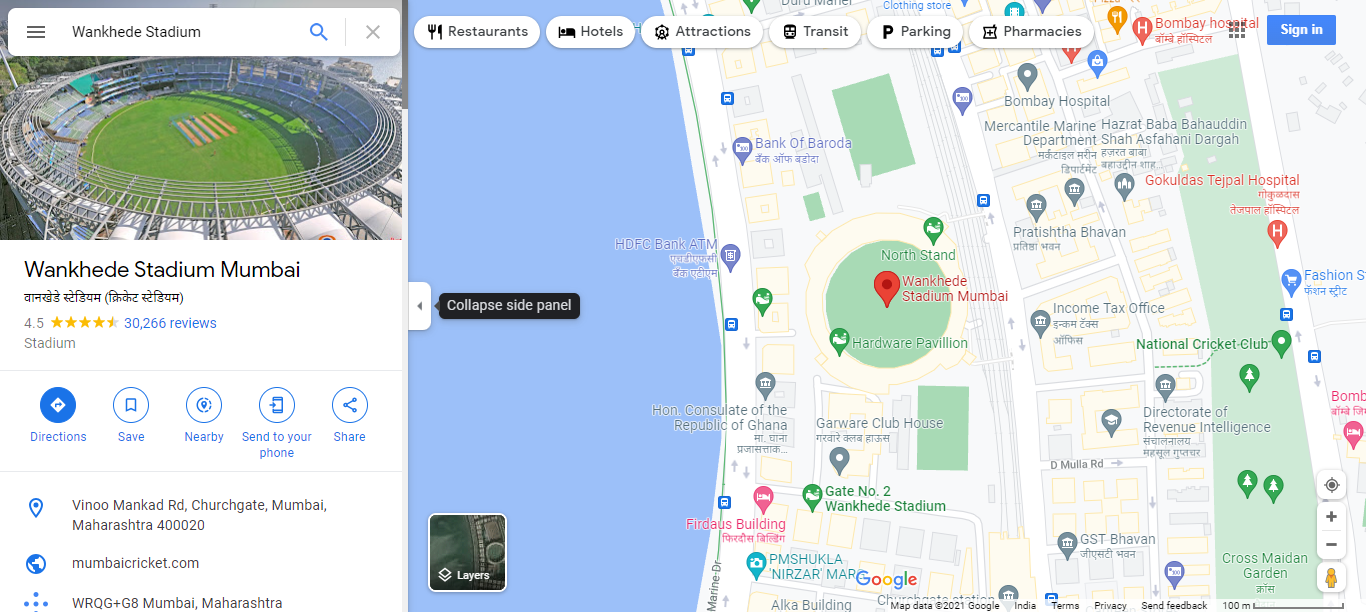 Wankhede Stadium
Wankhede Stadium Mumbai
वानखेडे स्टेडियम (क्रिकेट स्टेडियम)
4.5
30,266 reviews
Stadium
Directions
Save
Nearby
Send to your
phone
Share
Vinoo Mankad Rd, Churchgate, Mumbai,
Maharashtra 400020
mumbaicricket.com
WRQG+G8 Mumbai, Maharashtra
Collapse side panel
Restaurants
Hotels
Attractions
Transit
Parking
Pharmacies
Sign in
Clothing store
Bombay hospital
बॉम्बे हॉस्पिटल
Bombay Hospital
Mercantile Marine
Department
मर्कंटाइल मरीन
डिपार्टमेंट
Hazrat Baba Bahauddin
Shah Asfahani Dargah
हजरत बाबा
बहाउद्दीन शाह...
Bank Of Baroda
बैंक ऑफ बडोदा
Gokuldas Tejpal Hospital
गोकुळदास
तेजपाल हॉस्पिटल
Pratishtha Bhavan
प्रतिष्ठा भवन
HDFC Bank ATM
एचडीएफसी
बँक एटीएम
North Stand
Wankhede
Stadium Mumbai
Fashion S
फॅशन स्ट्रीट
Income Tax Office
इन्कम टॅक्स
ऑफिस
Hardware Pavillion
National Cricket Club
Hon. Consulate of the
Republic of Ghana
मा. घाना
प्रजासत्ताक...
Garware Club House
गरवारे क्लब हाऊस
Directorate of
Revenue Intelligence
संचालनालय
महसूल गुप्तचर
Bomb
बॉम्बे जि
D Mulla Rd
Gate No. 2
Wankhede Stadium
Firdaus Building
फिरदौस बिल्डिंग
GST Bhavan
जीएसटी भवन
Cross Maidan
Garden
क्रॉस
PMSHUKLA
'NIRZAR' MARG
Marine Dr
Alka Building
Churchgate station
Layers
Google
Map data ©2021 Google
India
Terms
Privacy
Send feedback
100 m